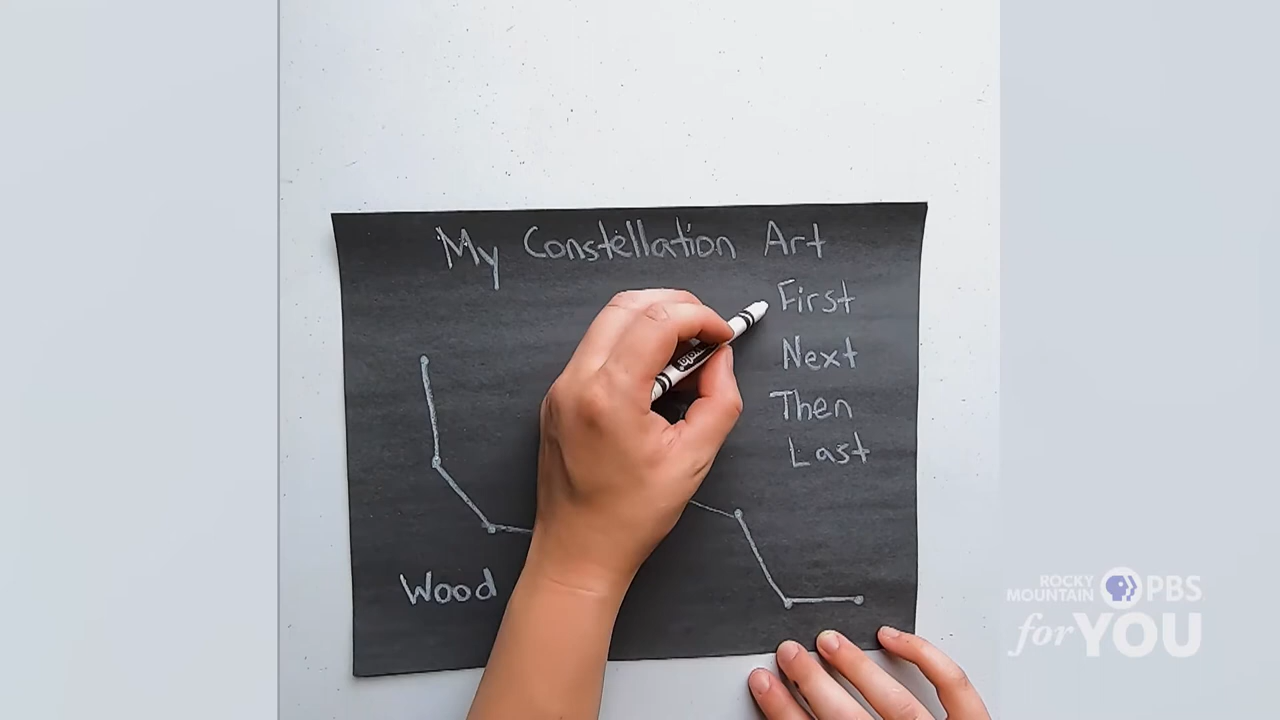 My Constellation Art
First
Next
Then
Last
Wood
ROCKY
MOUNTAIN PBS
for YOU